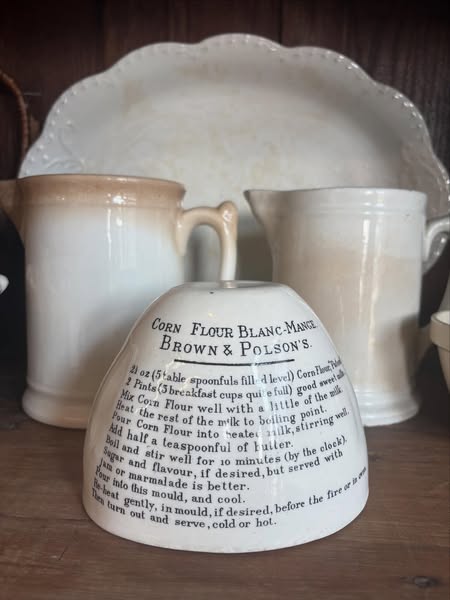 CORN FLOUR BLANC-MANGE.
BROWN & POLSON'S.
2½ oz (5 table spoonfuls filled level) Corn Flour,
2 Pints (5 breakfast cups quite full) good sweet
Mix Corn Flour well with a little of the milk.
Heat the rest of the milk to boiling point.
Pour Corn Flour into heated milk, stirring well.
Add half a teaspoonful of butter.
Boil and stir well for 10 minutes (by the clock).
Sugar and flavour, if desired, but served with
Jam or marmalade is better.
Pour into this mould, and cool.
Re-heat gently, in mould, if desired, before the fire or in
Then turn out and serve, cold or hot.